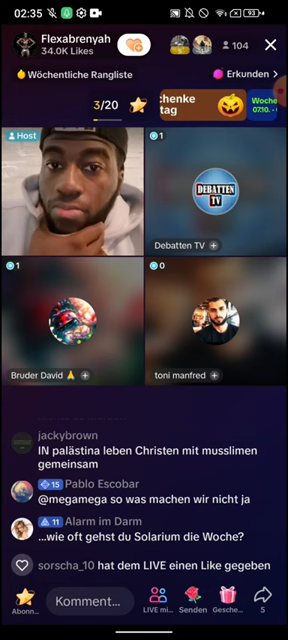 02:35
93
Flexabrenyah
34.0K Likes
104
Wöchentliche Rangliste
Erkunden >
3/20
chenke
tag
Woche
07.10. -
Host
1
DEBATTEN
TV
Debatten TV
1
Bruder David 🙏
0
toni manfred
jackybrown
IN palästina leben Christen mit musslimen
gemeinsam
15 Pablo Escobar
@megamega so was machen wir nicht ja
11 Alarm im Darm
...wie oft gehst du Solarium die Woche?
sorscha_10 hat dem LIVE einen Like gegeben
Komment...
Abonn...
LIVE mi...
Senden
Gesche...
5